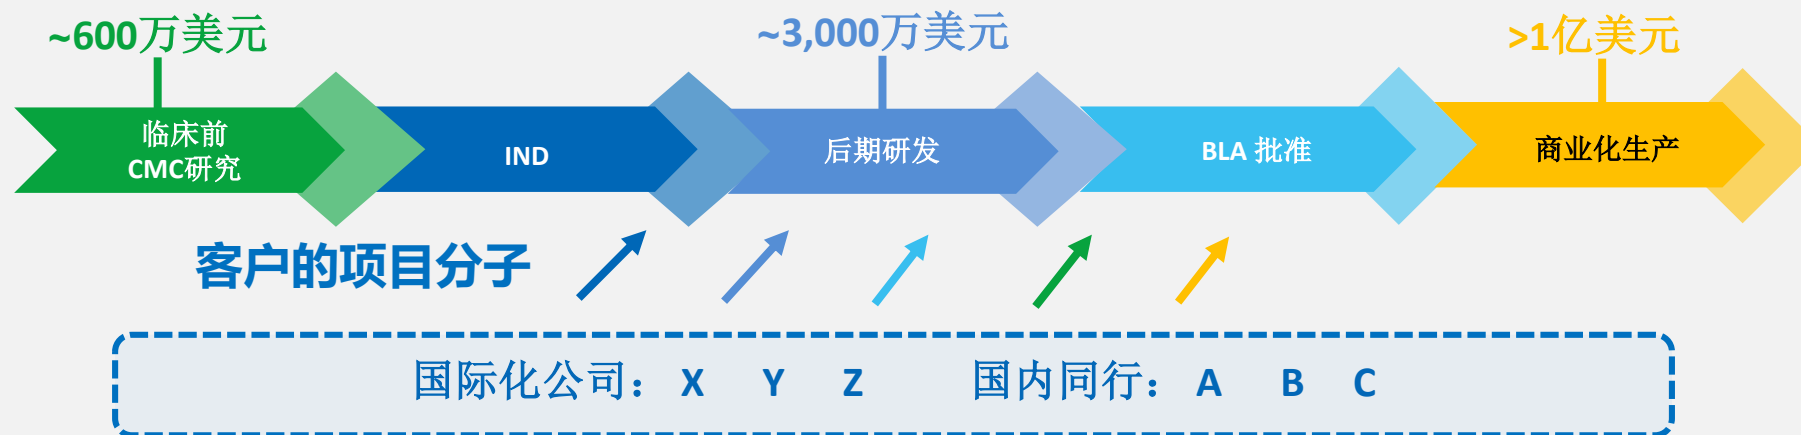 ~600万美元
~3,000万美元
>1亿美元
临床前
CMC研究
IND
后期研发
BLA 批准
商业化生产
客户的项目分子
国际化公司： X Y Z 国内同行： A B C